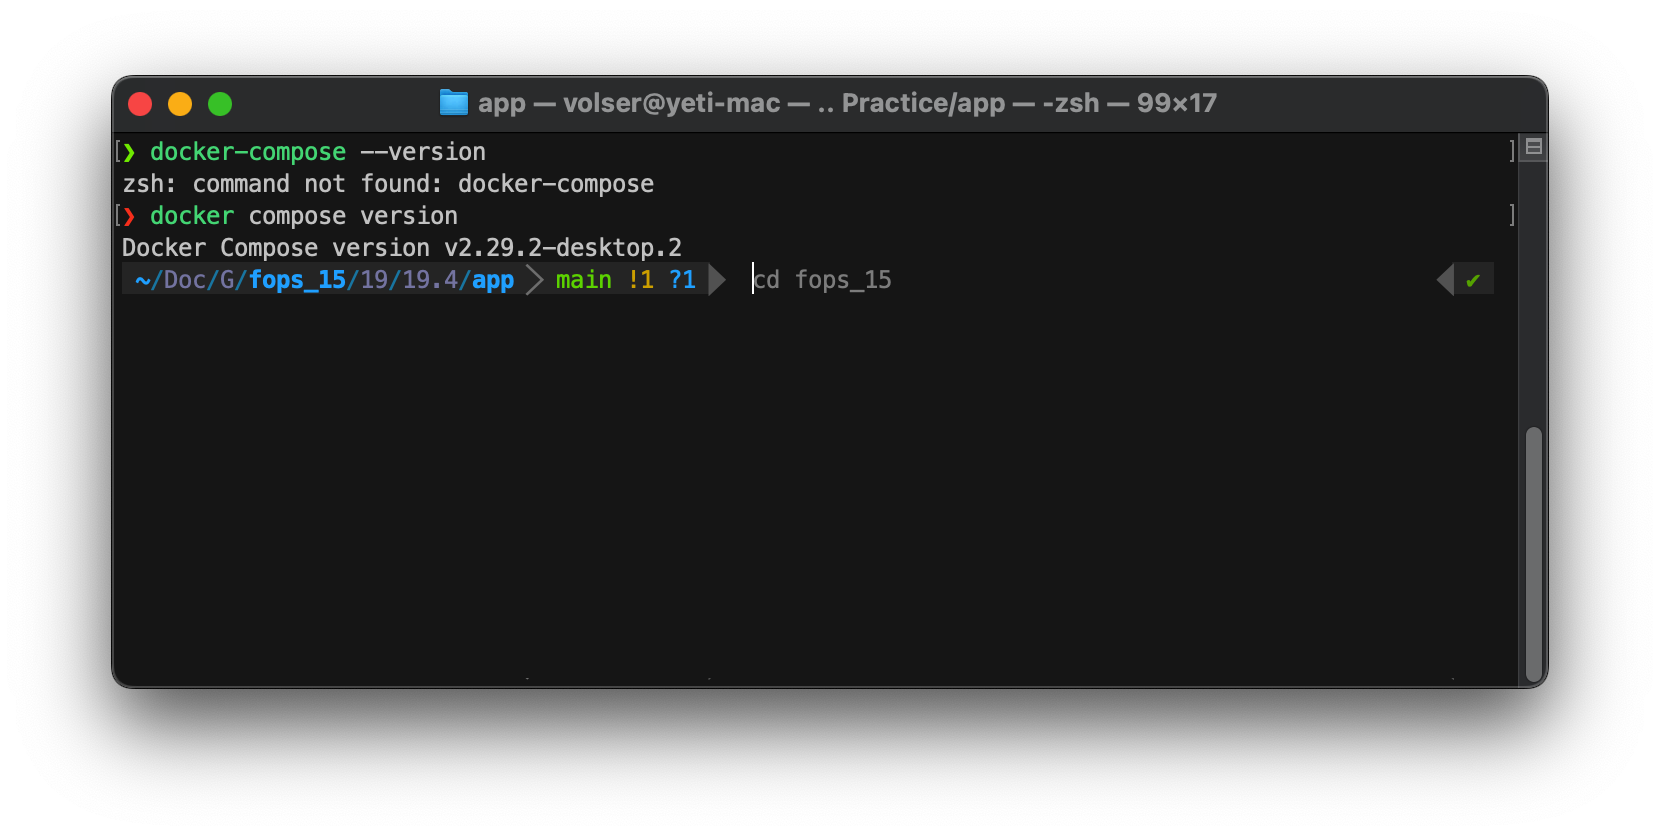 app — volser@yeti-mac — .. Practice/app — -zsh — 99×17
[❯ docker-compose --version ]
zsh: command not found: docker-compose
[❯ docker compose version ]
Docker Compose version v2.29.2-desktop.2
~/Doc/G/fops_15/19/19.4/app main !1 ?1 cd fops_15 ✔